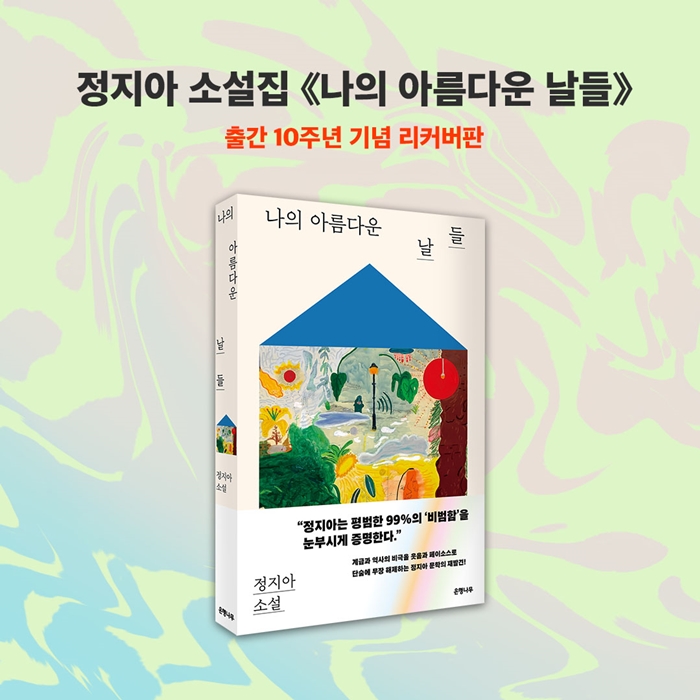 정지아 소설집 《나의 아름다운 날들》
출간 10주년 기념 리커버판
나의
아름다운
날
들
정지아
소설
나의 아름다운
날
들
“정지아는 평범한 99%의 ‘비범함’을
눈부시게 증명한다.”
계급과 역사의 비극을 웃음과 페이소스로
단숨에 무장 해제하는 정지아 문학의 재발견!
정지아
소설
은행나무